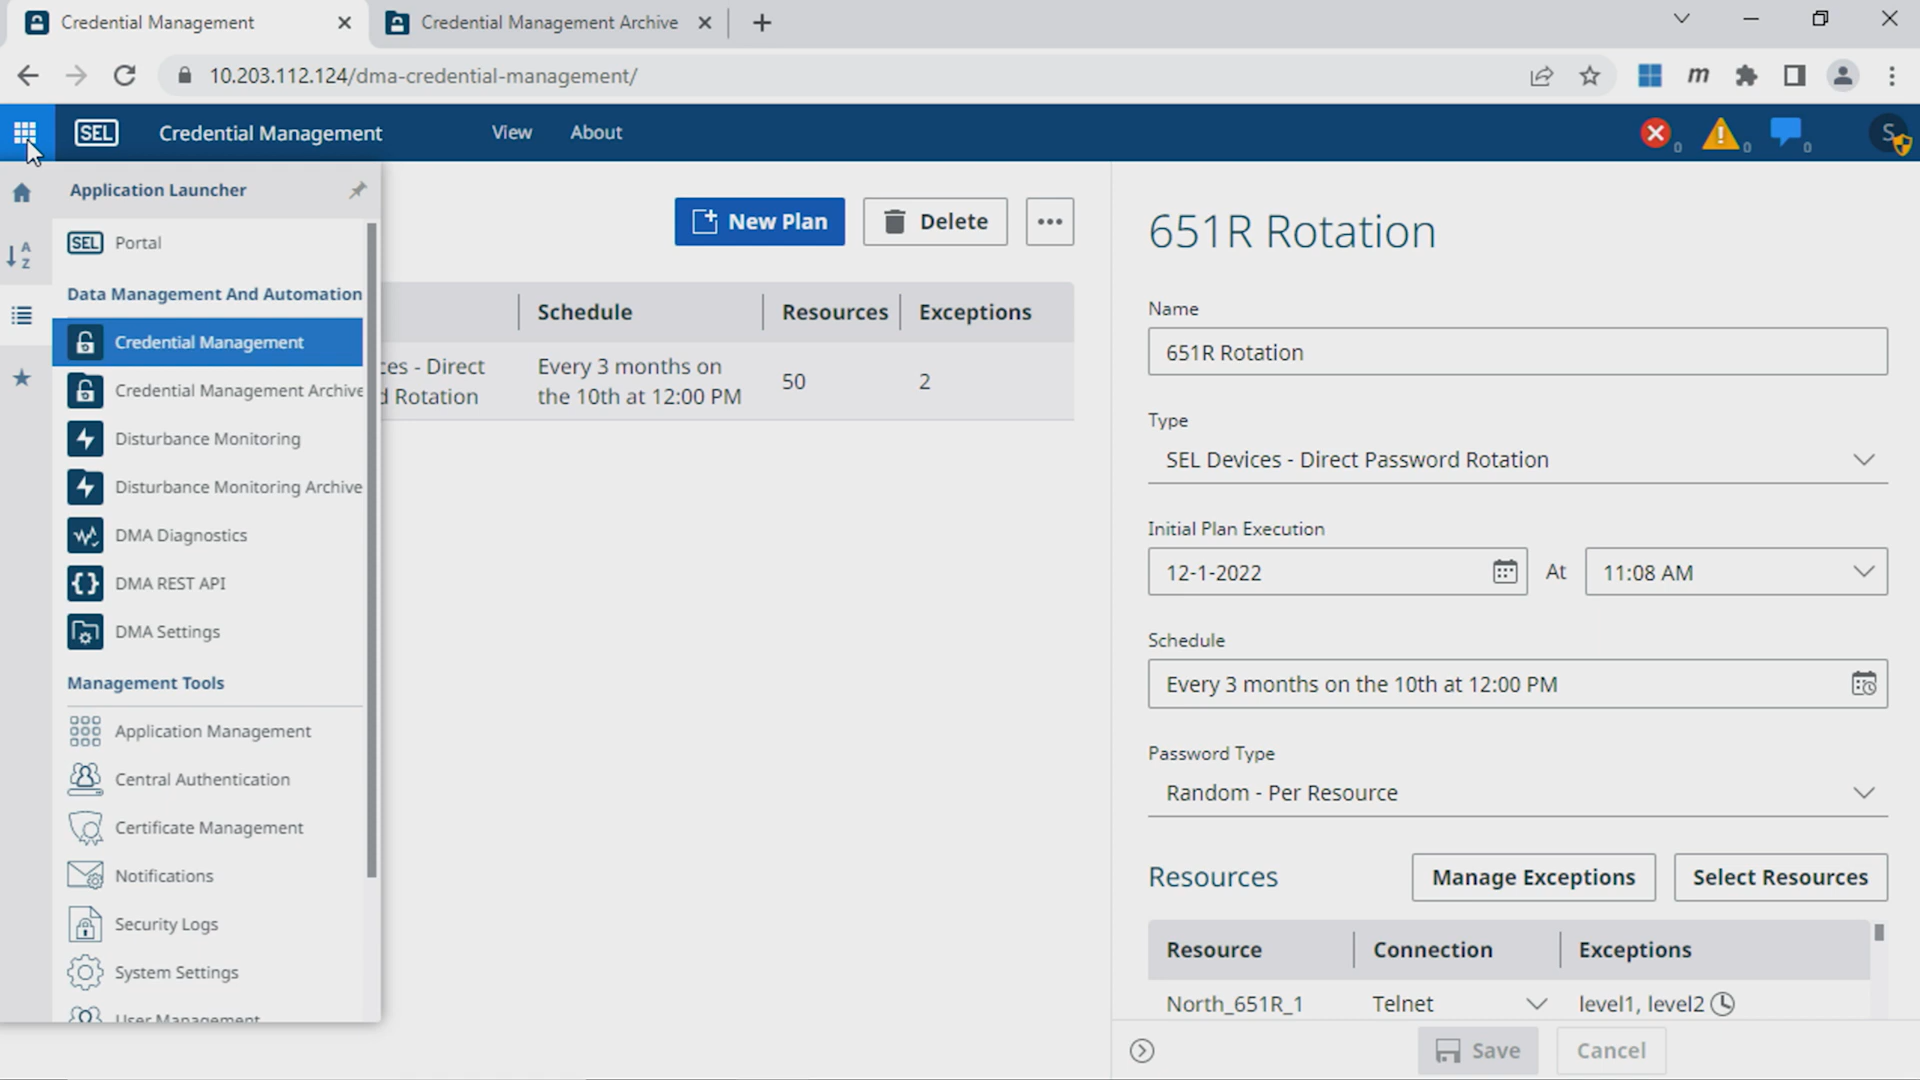 Credential Management
Credential Management Archive
10.203.112.124/dma-credential-management/
SEL
Credential Management
View
About
0
0
0
S
Application Launcher
A
Z
SEL Portal
Data Management And Automation
Credential Management
Credential Management Archive
Disturbance Monitoring
Disturbance Monitoring Archive
DMA Diagnostics
DMA REST API
DMA Settings
Management Tools
Application Management
Central Authentication
Certificate Management
Notifications
Security Logs
System Settings
User Management
New Plan
Delete
Schedule
Resources
Exceptions
ces - Direct
d Rotation
Every 3 months on
the 10th at 12:00 PM
50
2
651R Rotation
Name
651R Rotation
Type
SEL Devices - Direct Password Rotation
Initial Plan Execution
12-1-2022
At
11:08 AM
Schedule
Every 3 months on the 10th at 12:00 PM
Password Type
Random - Per Resource
Resources
Manage Exceptions
Select Resources
Resource
Connection
Exceptions
North_651R_1
Telnet
level1, level2
Save
Cancel